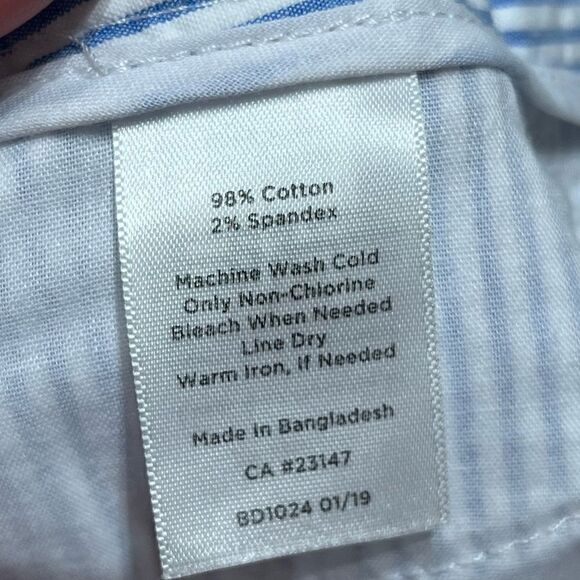 98% Cotton
2% Spandex
Machine Wash Cold
Only Non-Chlorine
Bleach When Needed
Line Dry
Warm Iron, If Needed
Made in Bangladesh
CA #23147
BD1024 01/19